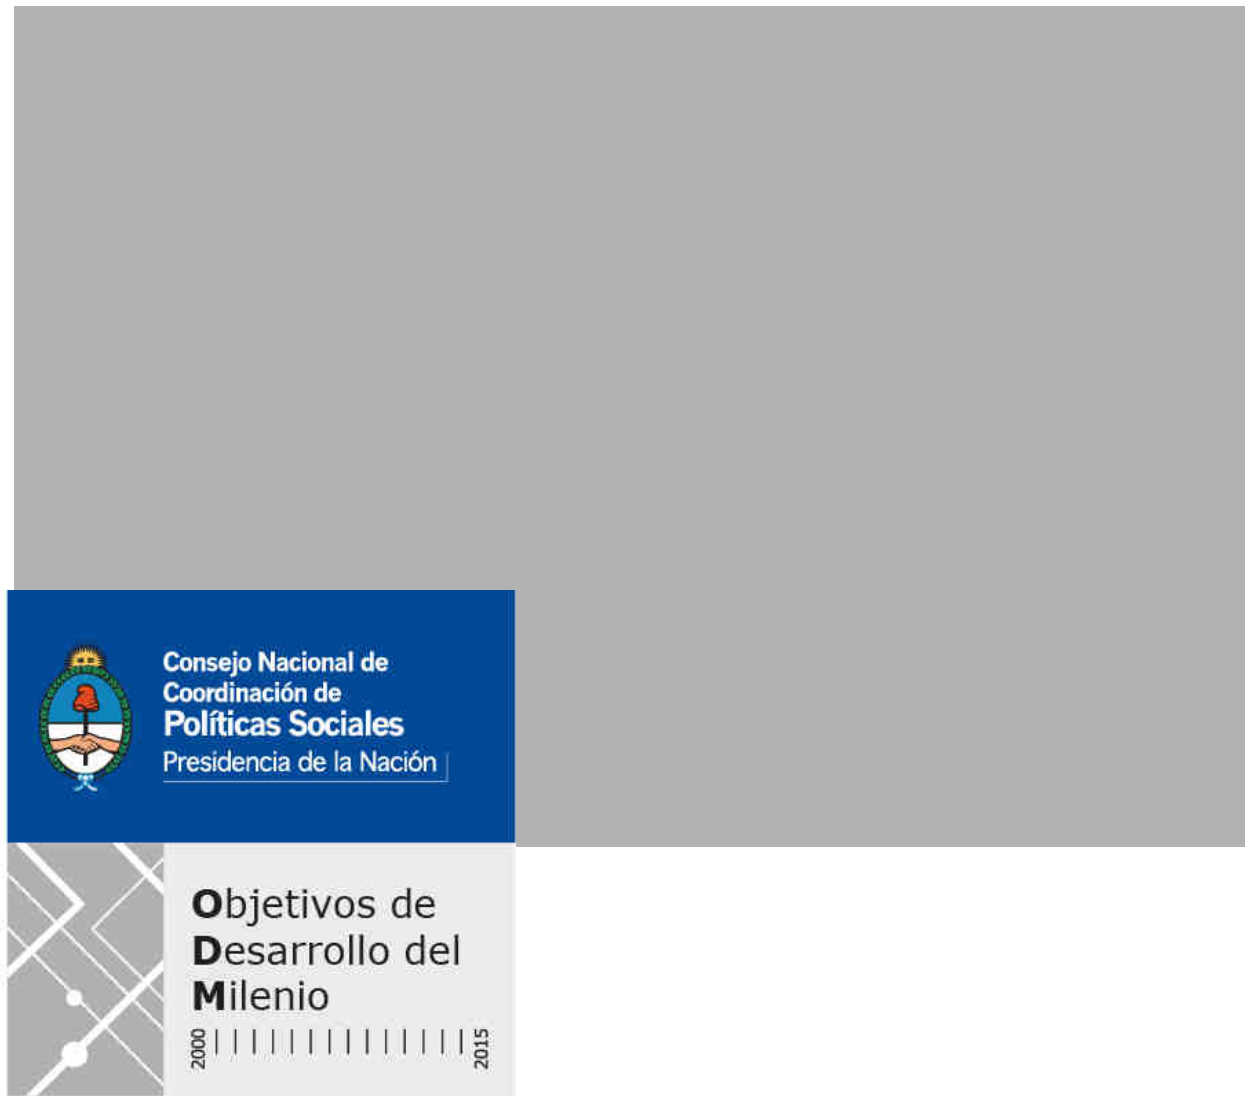 Consejo Nacional de
Coordinación de
Políticas Sociales
Presidencia de la Nación
Objetivos de
Desarrollo del
Milenio
2000 2015